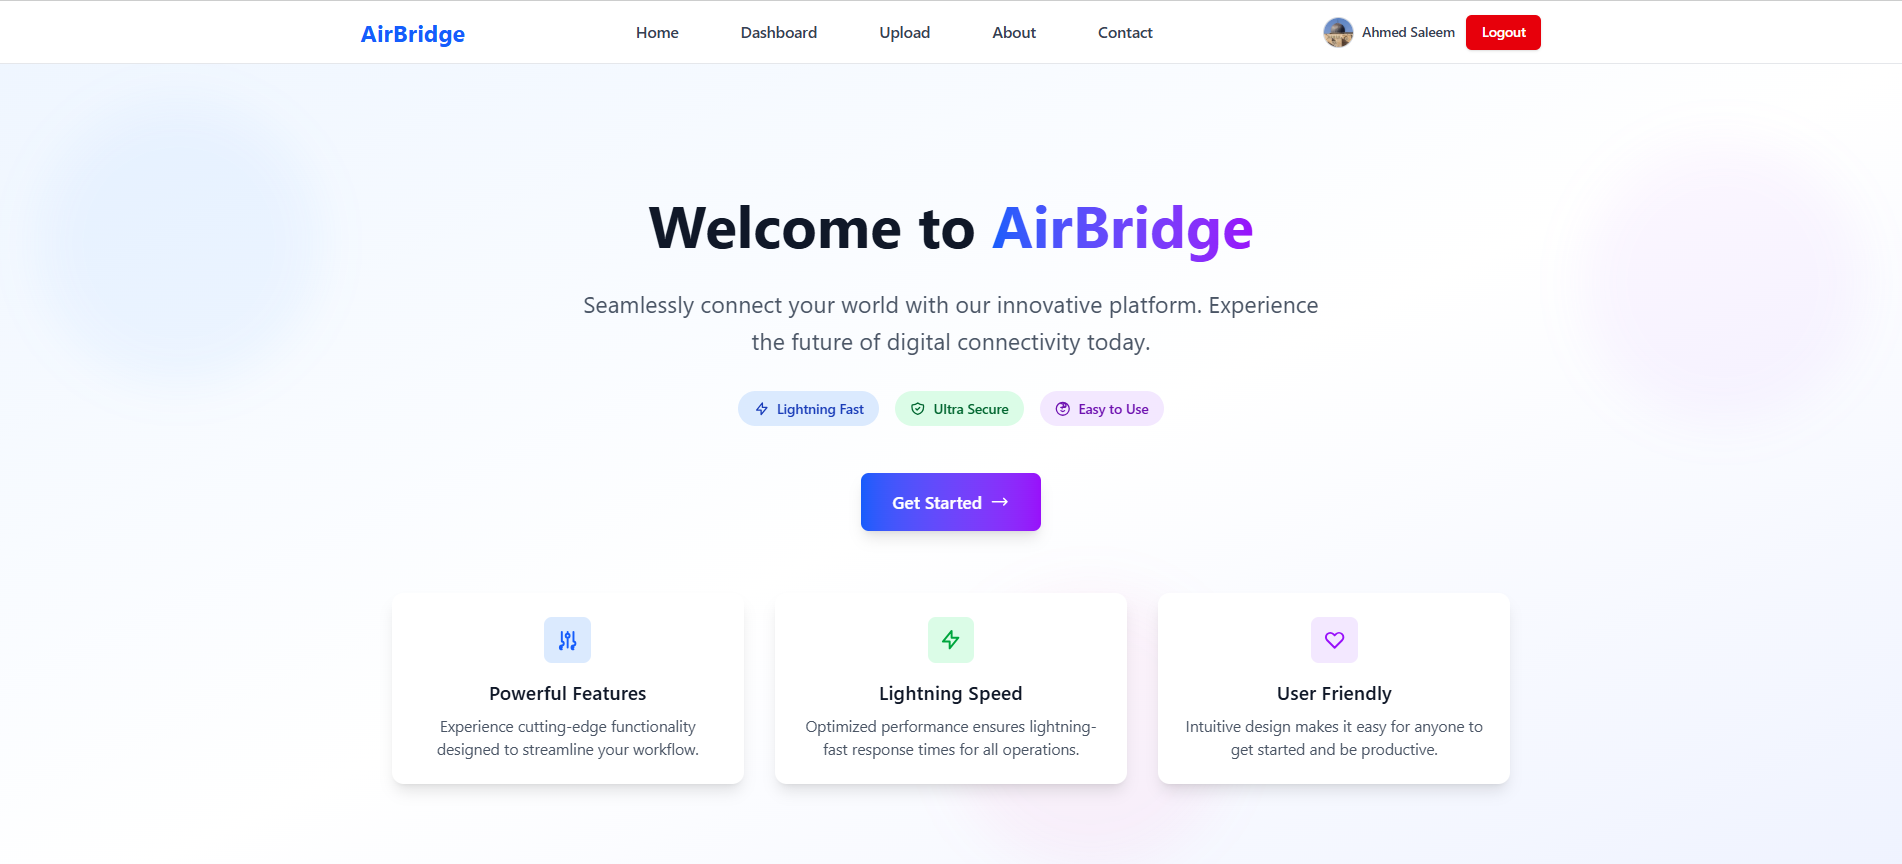 AirBridge
Home
Dashboard
Upload
About
Contact
Ahmed Saleem
Logout
Welcome to AirBridge
Seamlessly connect your world with our innovative platform. Experience
the future of digital connectivity today.
Lightning Fast
Ultra Secure
Easy to Use
Get Started →
Powerful Features
Experience cutting-edge functionality
designed to streamline your workflow.
Lightning Speed
Optimized performance ensures lightning-
fast response times for all operations.
User Friendly
Intuitive design makes it easy for anyone to
get started and be productive.